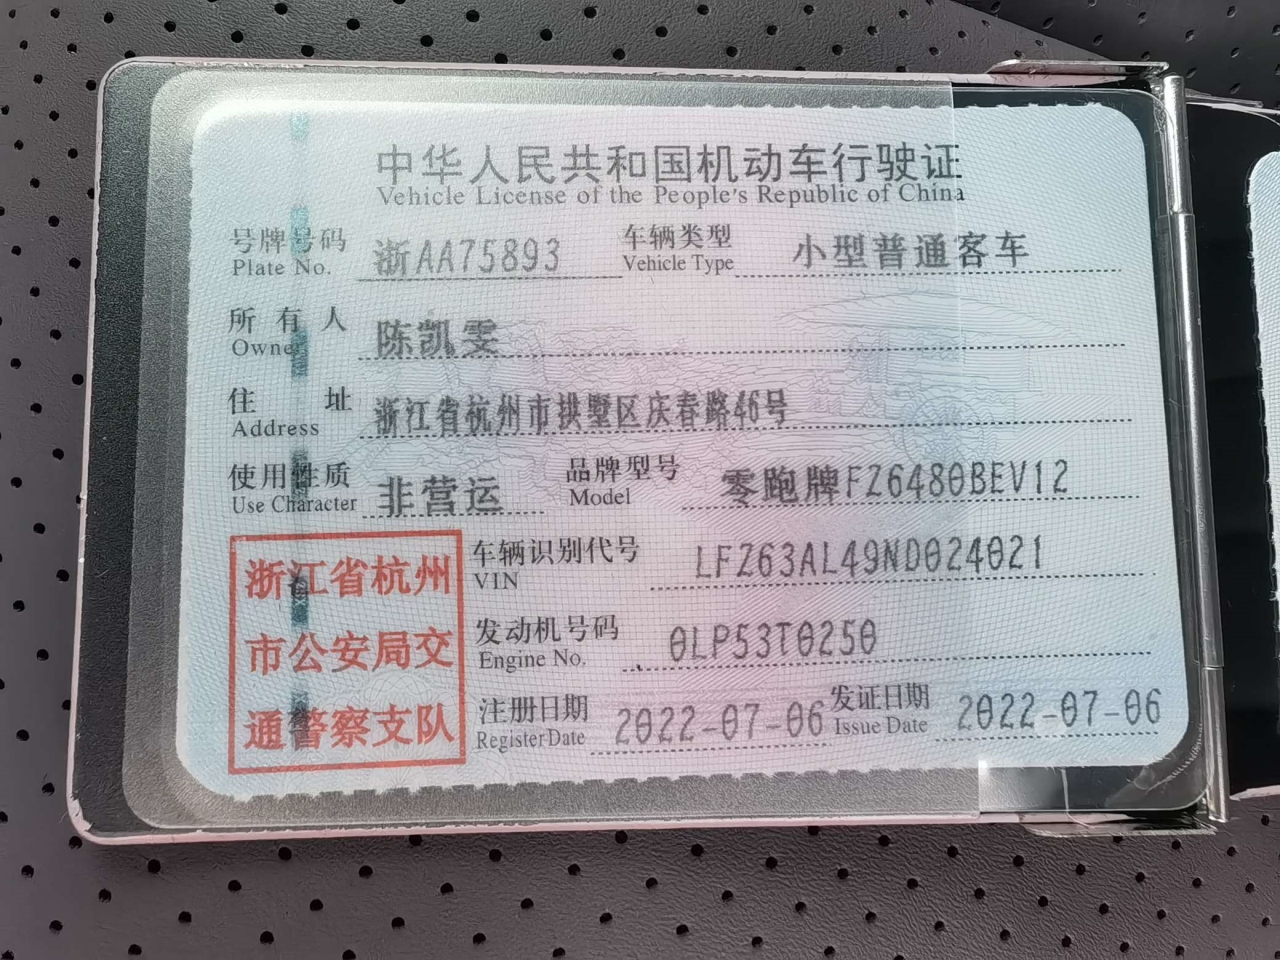 中华人民共和国机动车行驶证
Vehicle License of the People's Republic of China
号牌号码 浙AA75893 车辆类型 小型普通客车
Plate No. Vehicle Type
所有人 陈凯雯
Owner
住址 浙江省杭州市拱墅区庆春路46号
Address
使用性质 非营运 品牌型号 零跑牌FZ6480BEV12
Use Character Model
浙江省杭州
市公安局交
通警察支队
车辆识别代号 LFZ63AL49ND024021
VIN
发动机号码 0LP53T0250
Engine No.
注册日期 2022-07-06 发证日期 2022-07-06
Register Date Issue Date